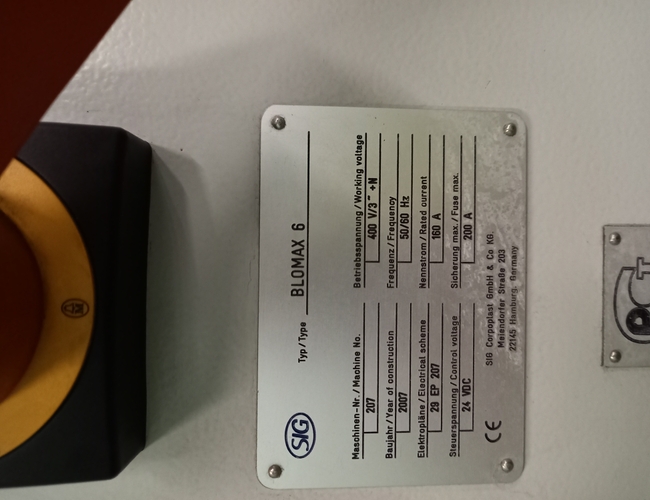 SIG
Typ/Type BLOMAX 6
Maschinen-Nr./Machine No.
207
Betriebsspannung/Working voltage
400 V/3~ +N
Baujahr/Year of construction
2007
Frequenz/Frequency
50/60 Hz
Elektropläne/Electrical scheme
29 EP 207
Nennstrom/Rated current
160 A
Steuerspannung/Control voltage
24 VDC
Sicherung max./Fuse max.
200 A
CE
SIG Corpoplast GmbH & Co KG.
Meiendorfer Straße 203
22145 Hamburg, Germany